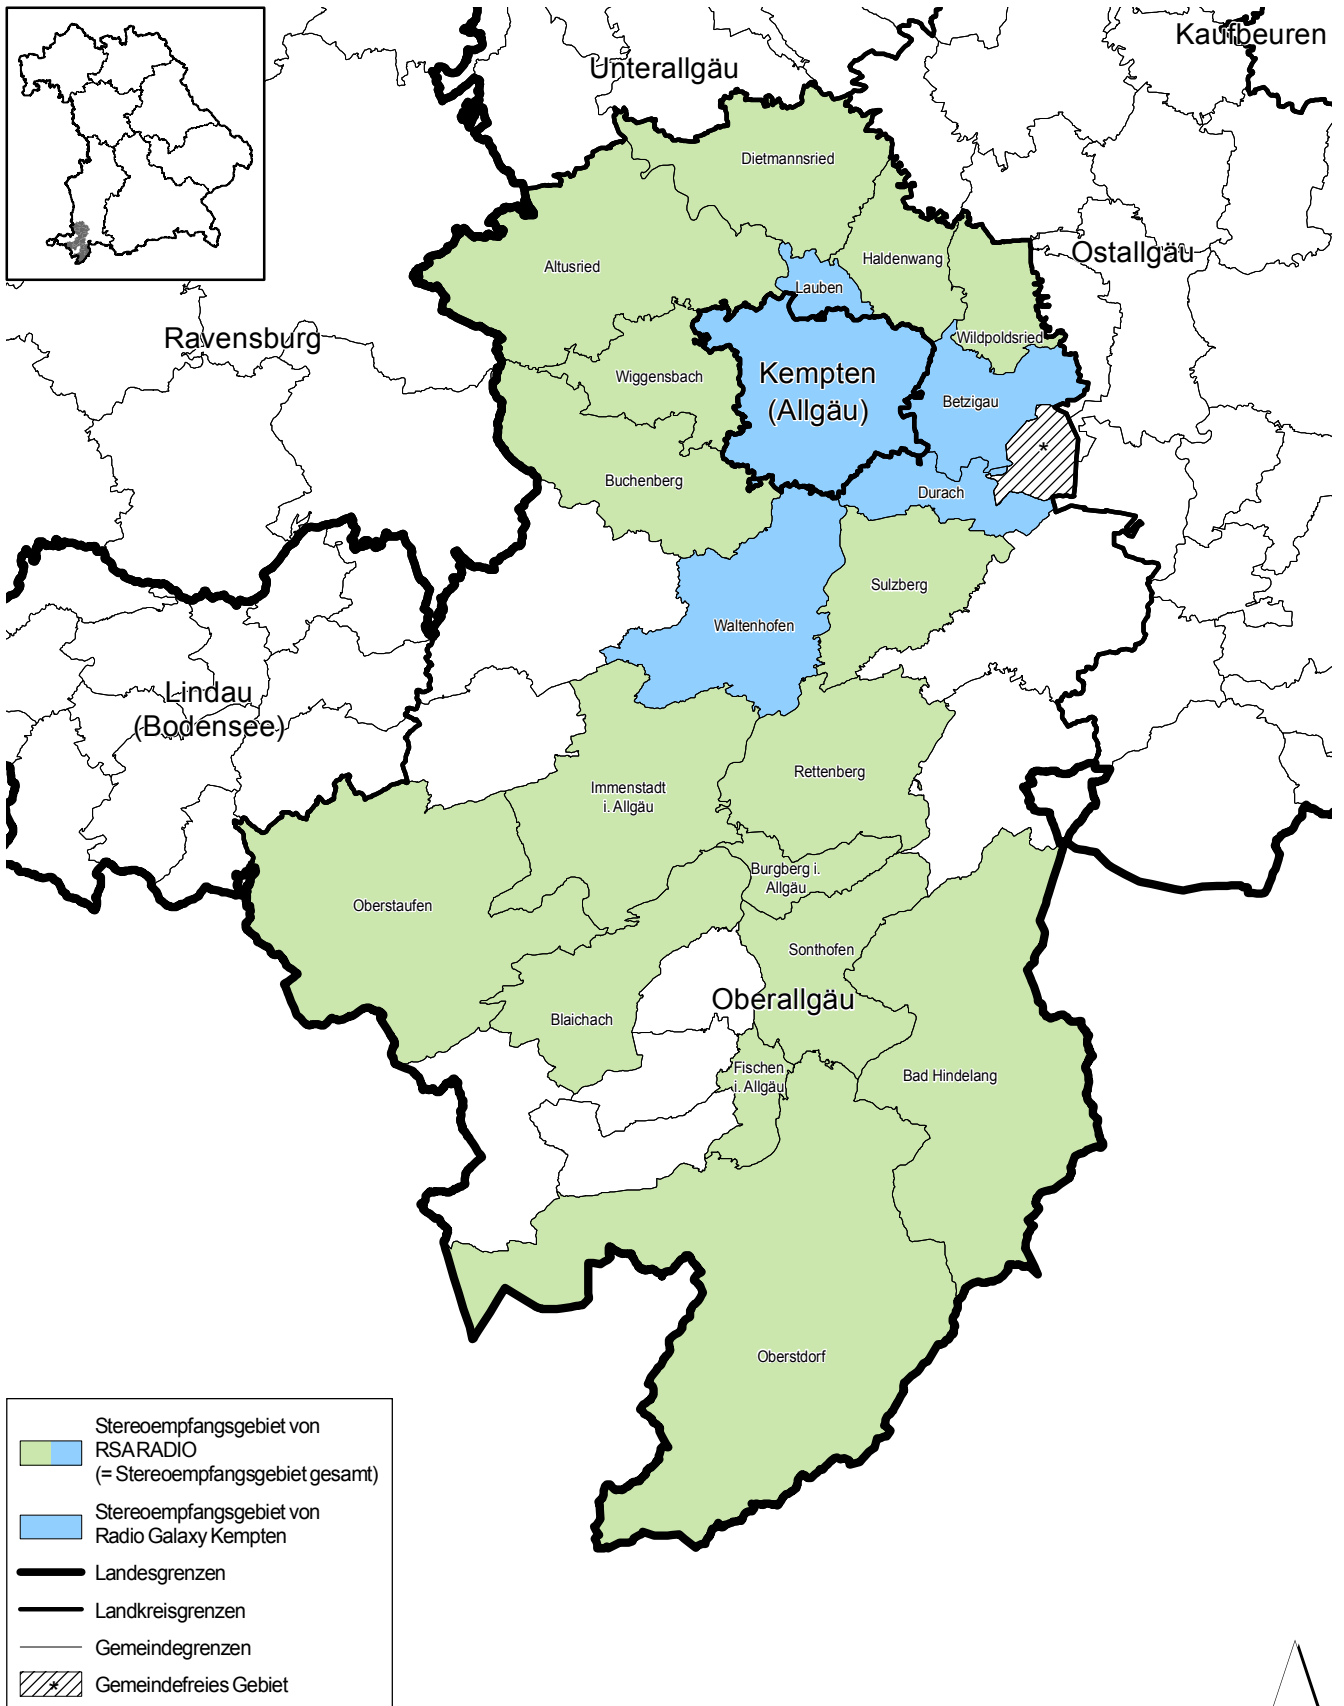 Kaufbeuren
Unterallgäu
Dietmannsried
Ostallgäu
Haldenwang
Altusried
Lauben
Ravensburg
Wildpoldsried
Wiggensbach
Kempten
(Allgäu)
Betzigau
*
Buchenberg
Durach
Sulzberg
Waltenhofen
Lindau
(Bodensee)
Rettenberg
Immenstadt
i. Allgäu
Burgberg i.
Allgäu
Oberstaufen
Sonthofen
Oberallgäu
Blaichach
Fischen
i. Allgäu
Bad Hindelang
Oberstdorf
Stereoempfangsgebiet von
RSA RADIO
(= Stereoempfangsgebiet gesamt)
Stereoempfangsgebiet von
Radio Galaxy Kempten
Landesgrenzen
Landkreisgrenzen
Gemeindegrenzen
* Gemeindefreies Gebiet